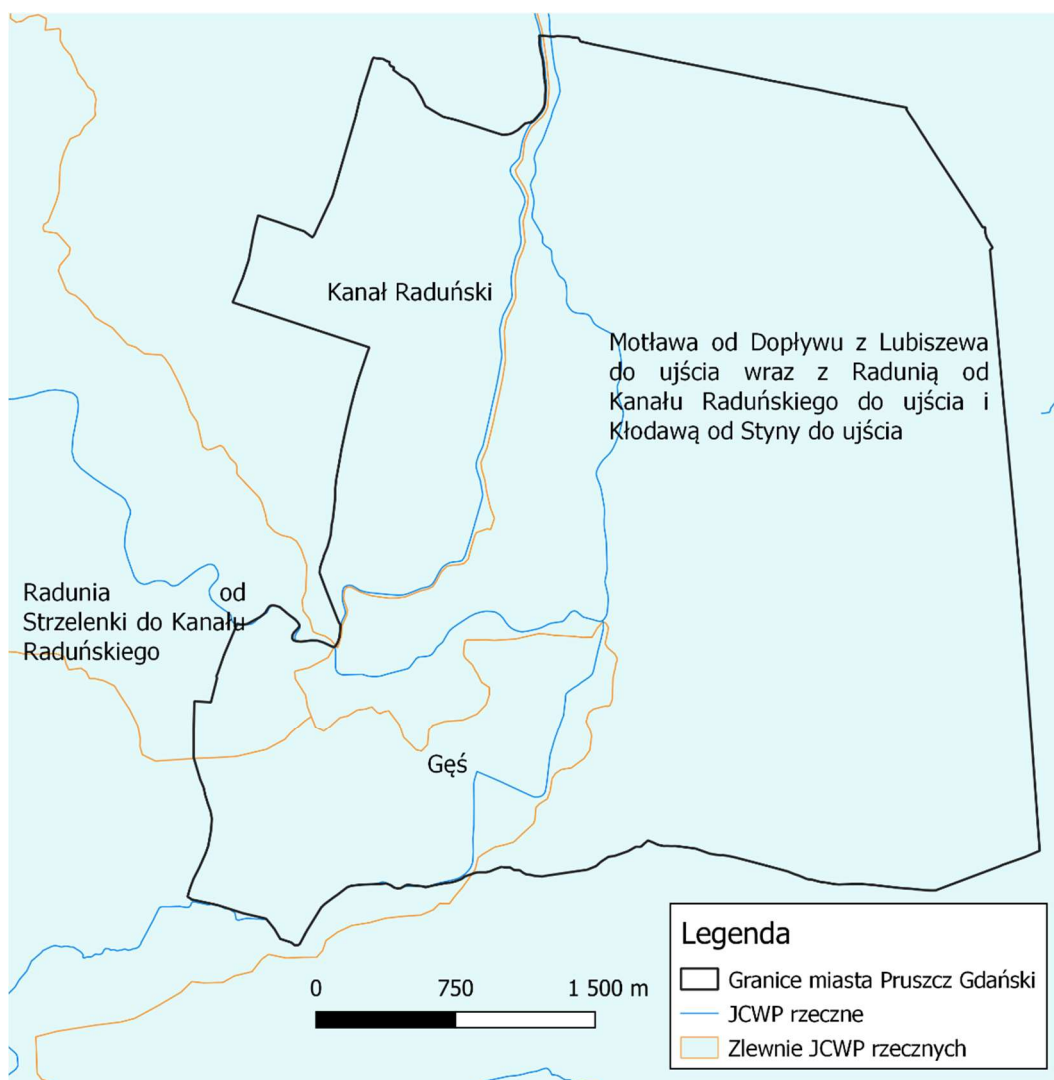 Kanał Raduński
Motława od Dopływu z Lubiszewa
do ujścia wraz z Radunią od
Kanału Raduńskiego do ujścia i
Kłodawą od Styny do ujścia
Radunia od
Strzelenki do Kanału
Raduńskiego
Gęś
0 750 1 500 m
Legenda
Granice miasta Pruszcz Gdański
JCWP rzeczne
Zlewnie JCWP rzecznych